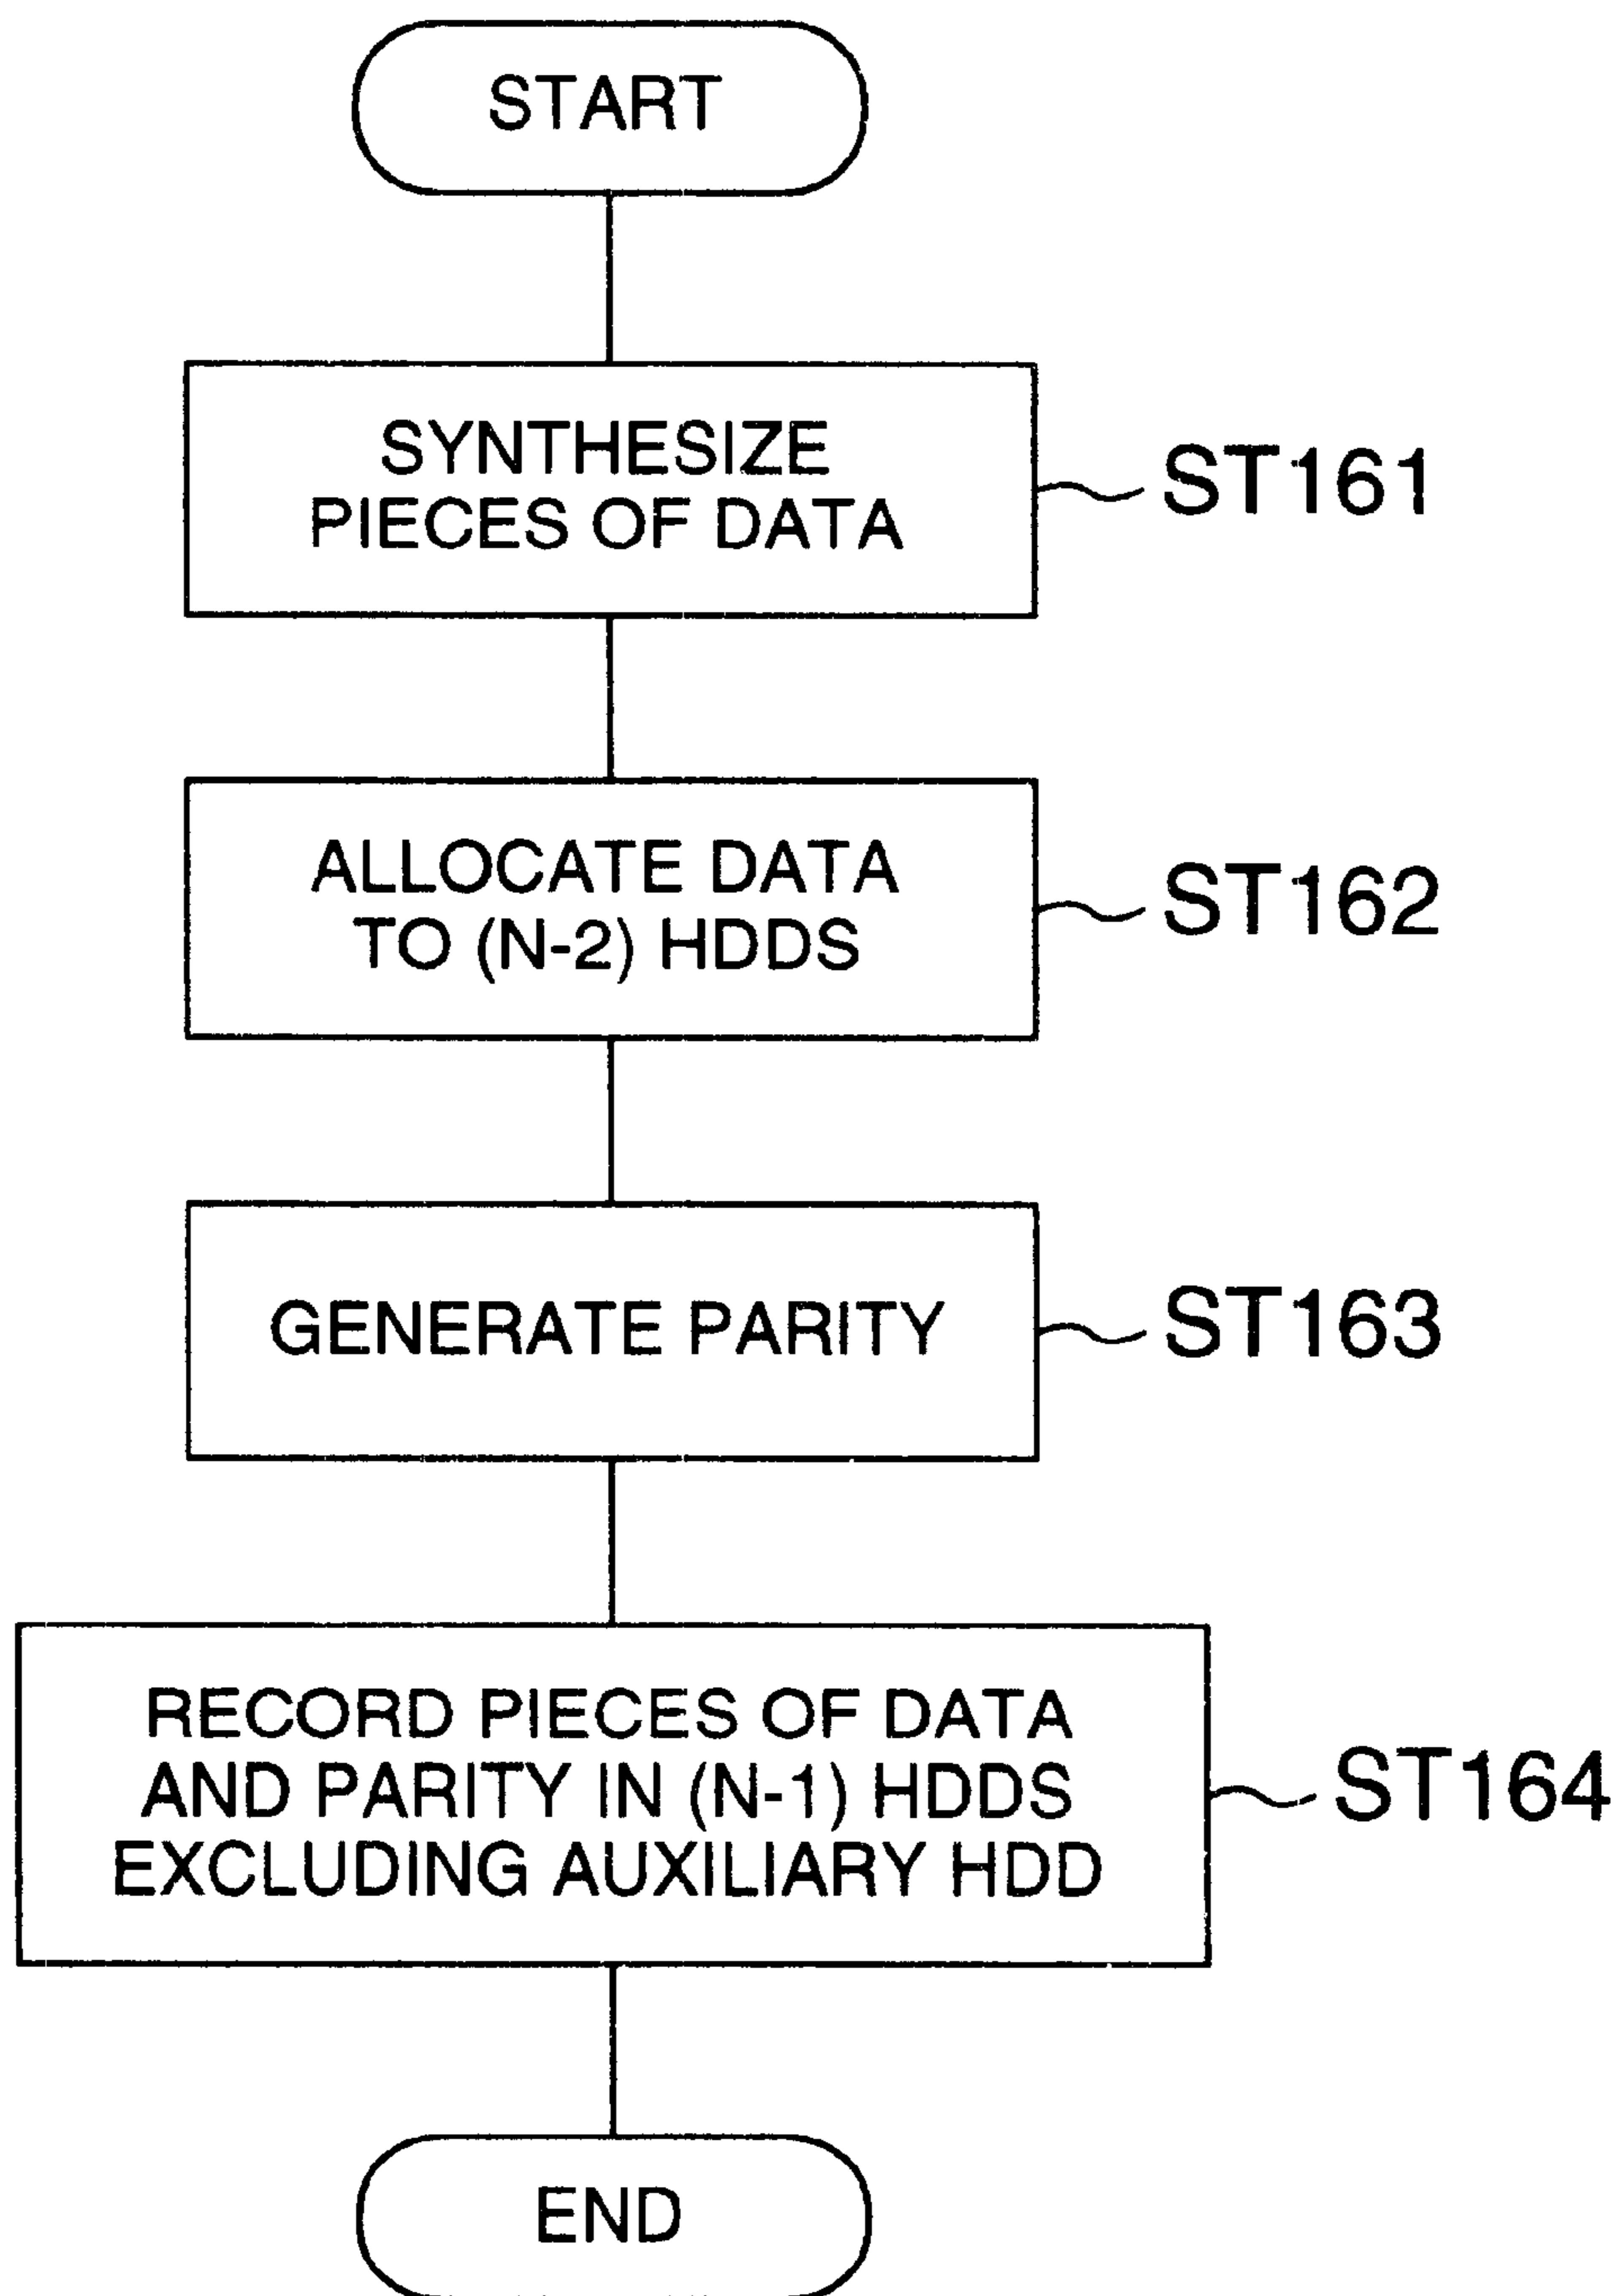 START
SYNTHESIZE
PIECES OF DATA
ST161
ALLOCATE DATA
TO (N-2) HDDS
ST162
GENERATE PARITY
ST163
RECORD PIECES OF DATA
AND PARITY IN (N-1) HDDS
EXCLUDING AUXILIARY HDD
ST164
END